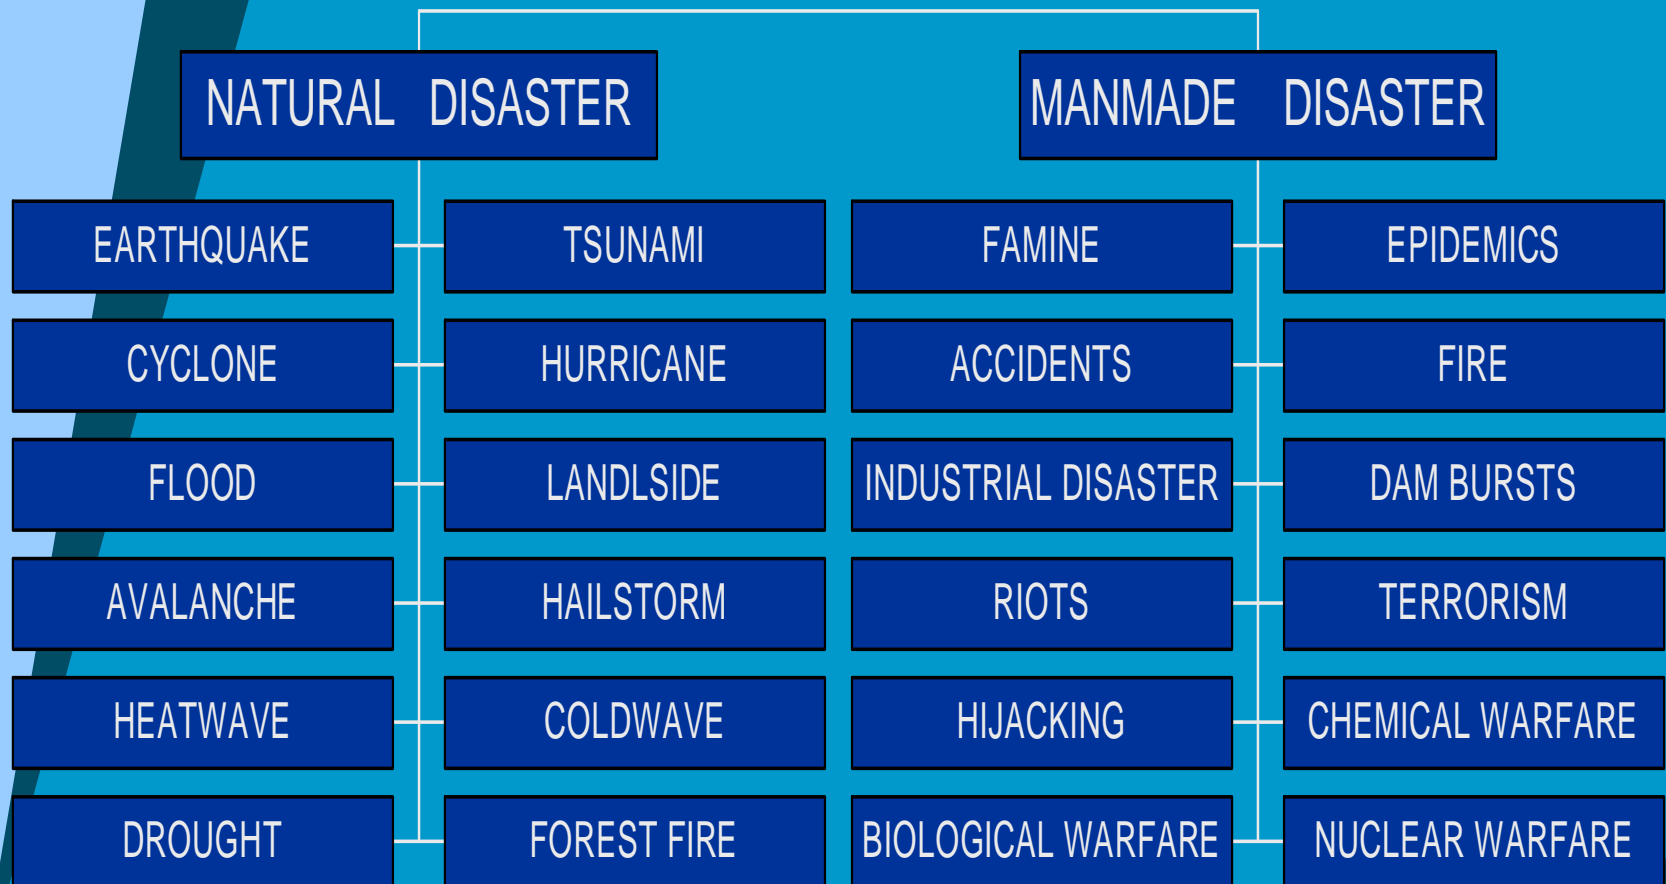 NATURAL DISASTER
MANMADE DISASTER
EARTHQUAKE
TSUNAMI
FAMINE
EPIDEMICS
CYCLONE
HURRICANE
ACCIDENTS
FIRE
FLOOD
LANDLSIDE
INDUSTRIAL DISASTER
DAM BURSTS
AVALANCHE
HAILSTORM
RIOTS
TERRORISM
HEATWAVE
COLDWAVE
HIJACKING
CHEMICAL WARFARE
DROUGHT
FOREST FIRE
BIOLOGICAL WARFARE
NUCLEAR WARFARE